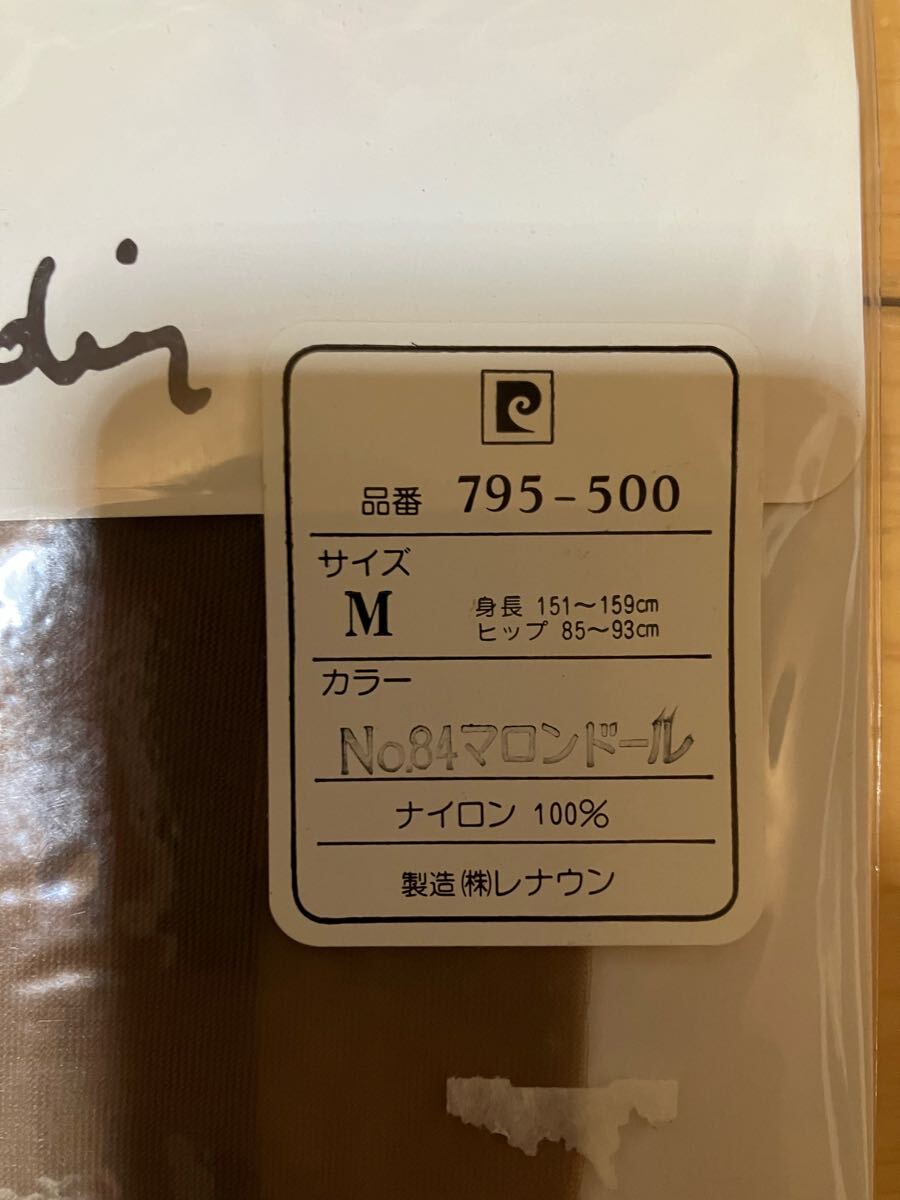 din
品番 795-500
サイズ
M
身長 151〜159cm
ヒップ 85〜93cm
カラー
No.84マロンドール
ナイロン 100%
製造(株)レナウン